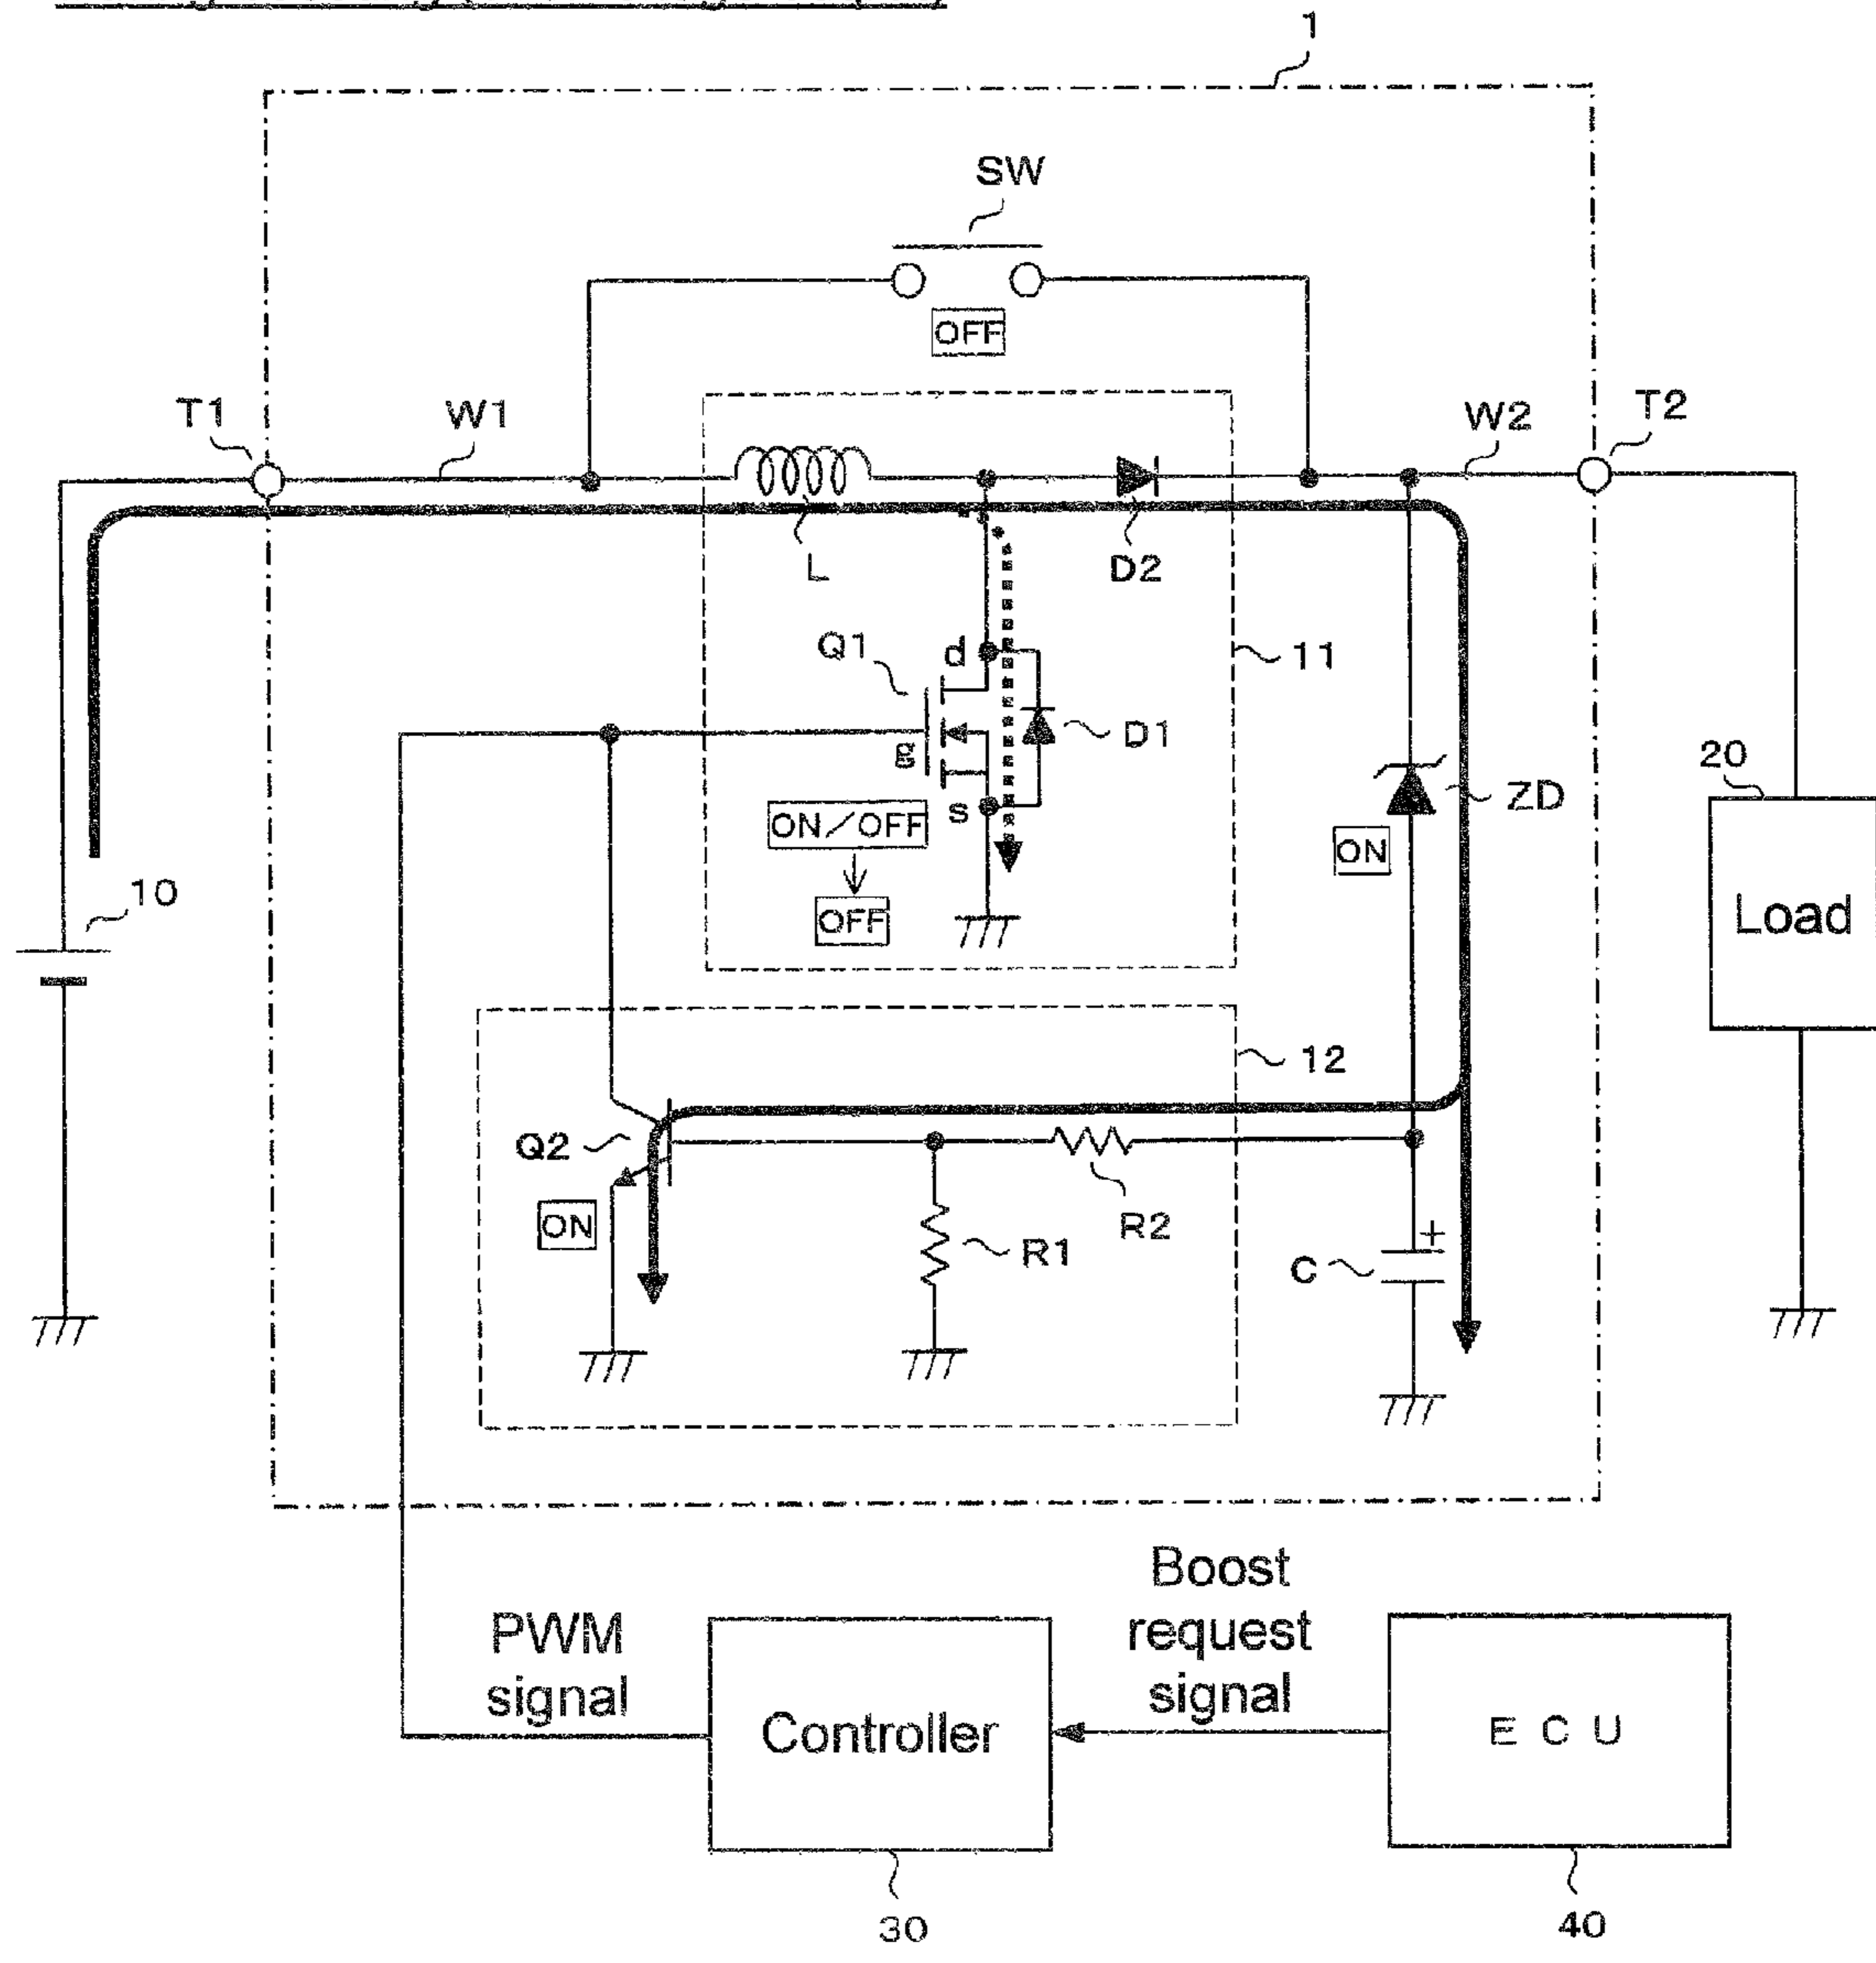 1
SW
OFF
T1
W1
W2
T2
L
D2
Q1
d
11
g
D1
s
ON/OFF
OFF
ZD
ON
20
Load
10
12
Q2
ON
R2
R1
C
+
PWM
signal
Boost
request
signal
Controller
ECU
30
40